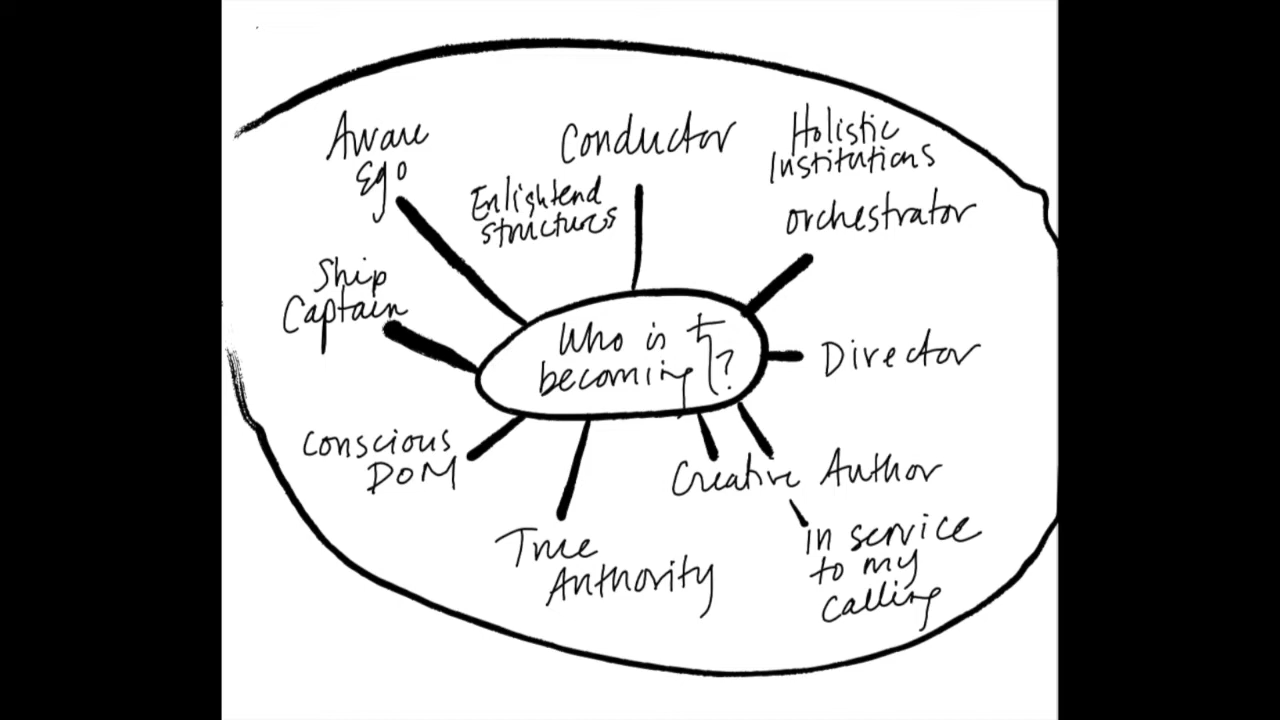 Aware
Ego
Conductor
Enlightend
structures
Holistic
Institutions
orchestrator
Ship
Captain
Who is ♄
becoming ?
Director
conscious
DOM
Creative Author
in service
to my
calling
True
Authority